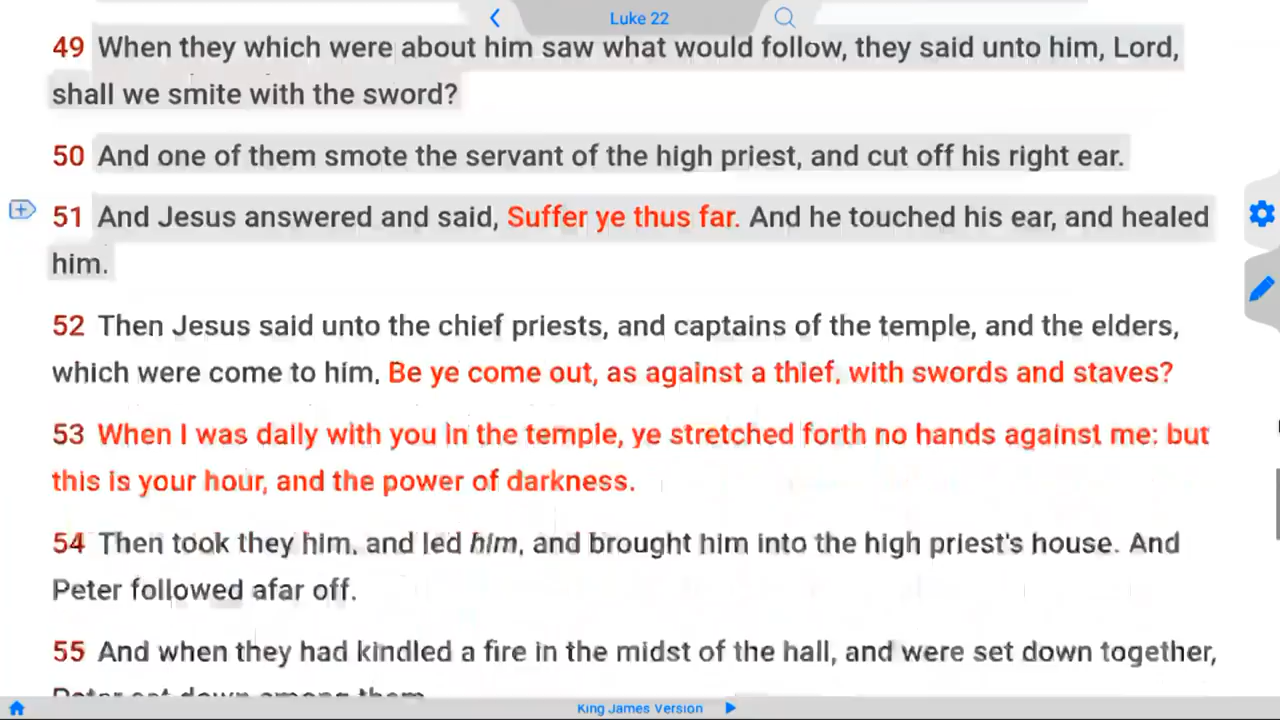 Luke 22
49 When they which were about him saw what would follow, they said unto him, Lord,
shall we smite with the sword?
50 And one of them smote the servant of the high priest, and cut off his right ear.
51 And Jesus answered and said, Suffer ye thus far. And he touched his ear, and healed
him.
52 Then Jesus said unto the chief priests, and captains of the temple, and the elders,
which were come to him, Be ye come out, as against a thief, with swords and staves?
53 When I was daily with you in the temple, ye stretched forth no hands against me: but
this is your hour, and the power of darkness.
54 Then took they him, and led him, and brought him into the high priest's house. And
Peter followed afar off.
55 And when they had kindled a fire in the midst of the hall, and were set down together,
Peter sat down among them.
King James Version